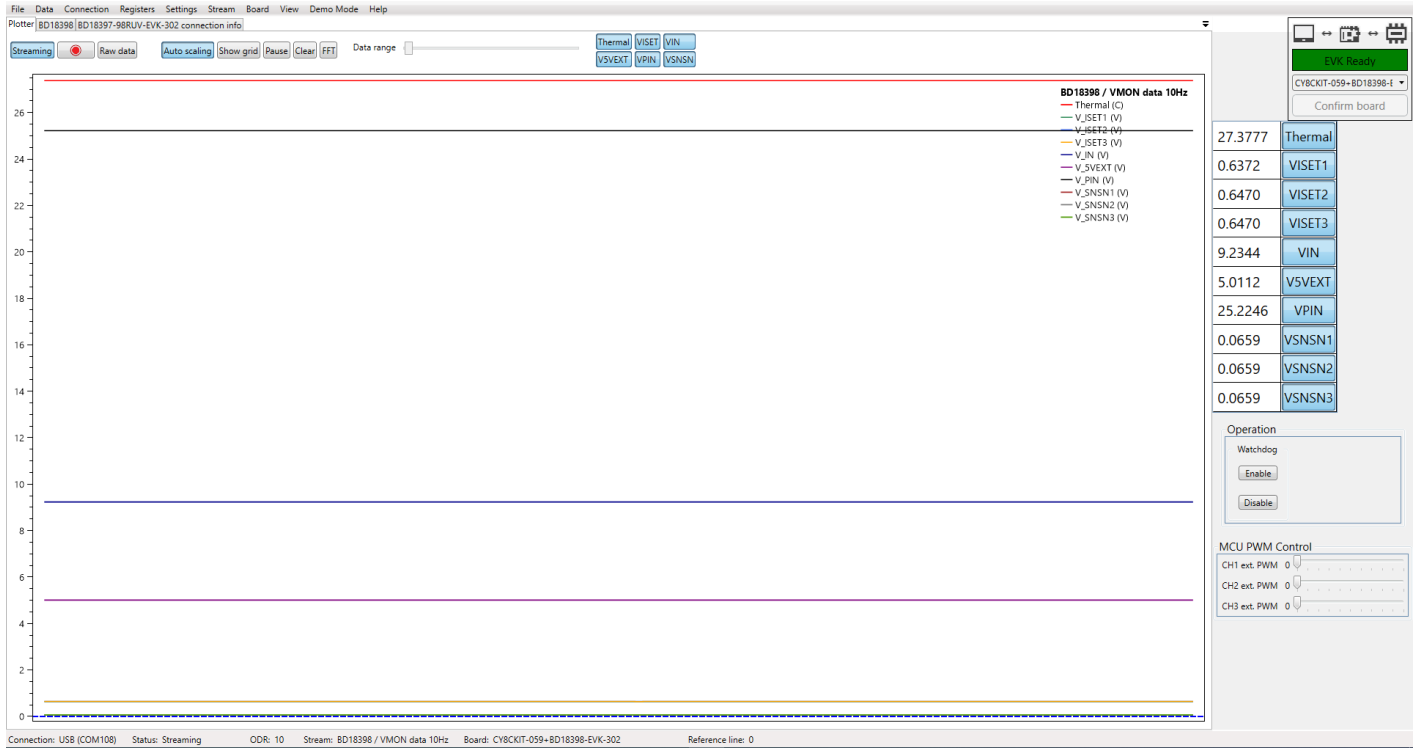 File Data Connection Registers Settings Stream Board View Demo Mode Help
Plotter BD18398 BD18397-98RUV-EVK-302 connection info
Streaming Raw data Auto scaling Show grid Pause Clear FFT Data range
Thermal VISET VIN
V5VEXT VPIN VSNSN
EVK Ready
CY8CKIT-059+BD18398-E
Confirm board
BD18398 / VMON data 10Hz
Thermal (C)
V_ISET1 (V)
V_ISET2 (V)
V_ISET3 (V)
V_IN (V)
V_5VEXT (V)
V_PIN (V)
V_SNSN1 (V)
V_SNSN2 (V)
V_SNSN3 (V)
26
24
22
20
18
16
14
12
10
8
6
4
2
0
27.3777 Thermal
0.6372 VISET1
0.6470 VISET2
0.6470 VISET3
9.2344 VIN
5.0112 V5VEXT
25.2246 VPIN
0.0659 VSNSN1
0.0659 VSNSN2
0.0659 VSNSN3
Operation
Watchdog
Enable
Disable
MCU PWM Control
CH1 ext. PWM 0
CH2 ext. PWM 0
CH3 ext. PWM 0
Connection: USB (COM108) Status: Streaming ODR: 10 Stream: BD18398 / VMON data 10Hz Board: CY8CKIT-059+BD18398-EVK-302 Reference line: 0